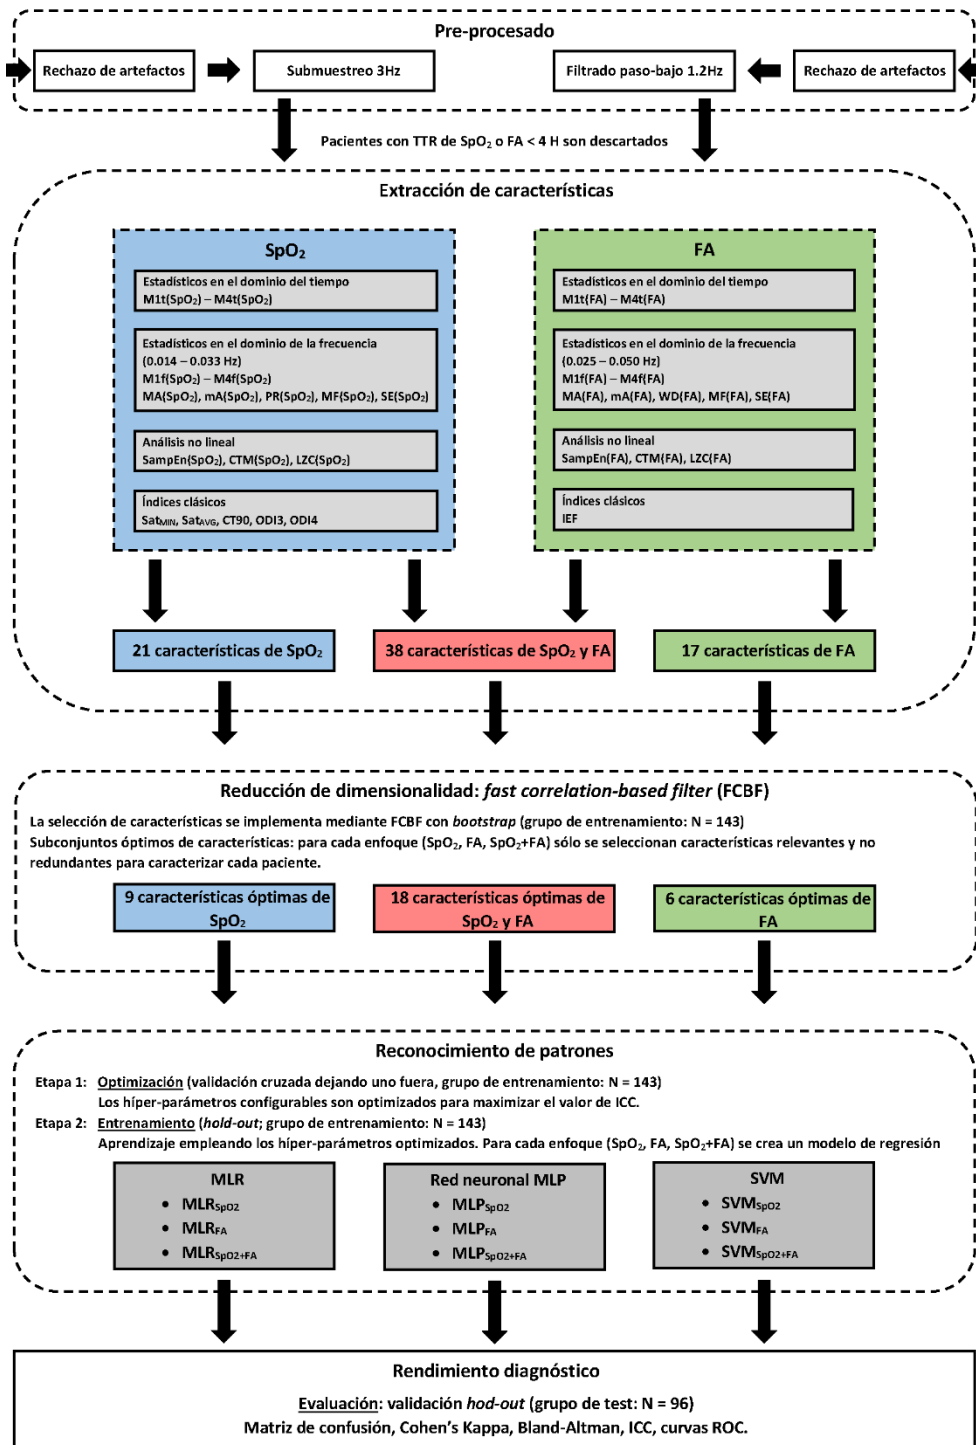 Pre-procesado
Rechazo de artefactos
Submuestreo 3Hz
Filtrado paso-bajo 1.2Hz
Rechazo de artefactos
Pacientes con TTR de SpO₂ o FA < 4 H son descartados
Extracción de características
SpO₂
Estadísticos en el dominio del tiempo
M1t(SpO₂) – M4t(SpO₂)
Estadísticos en el dominio de la frecuencia
(0.014 – 0.033 Hz)
M1f(SpO₂) – M4f(SpO₂)
MA(SpO₂), mA(SpO₂), PR(SpO₂), MF(SpO₂), SE(SpO₂)
Análisis no lineal
SampEn(SpO₂), CTM(SpO₂), LZC(SpO₂)
Índices clásicos
SatMIN, SatAVG, CT90, ODI3, ODI4
FA
Estadísticos en el dominio del tiempo
M1t(FA) – M4t(FA)
Estadísticos en el dominio de la frecuencia
(0.025 – 0.050 Hz)
M1f(FA) – M4f(FA)
MA(FA), mA(FA), WD(FA), MF(FA), SE(FA)
Análisis no lineal
SampEn(FA), CTM(FA), LZC(FA)
Índices clásicos
IEF
21 características de SpO₂
38 características de SpO₂ y FA
17 características de FA
Reducción de dimensionalidad: fast correlation-based filter (FCBF)
La selección de características se implementa mediante FCBF con bootstrap (grupo de entrenamiento: N = 143)
Subconjuntos óptimos de características: para cada enfoque (SpO₂, FA, SpO₂+FA) sólo se seleccionan características relevantes y no
redundantes para caracterizar cada paciente.
9 características óptimas de
SpO₂
18 características óptimas de
SpO₂ y FA
6 características óptimas de
FA
Reconocimiento de patrones
Etapa 1: Optimización (validación cruzada dejando uno fuera, grupo de entrenamiento: N = 143)
Los híper-parámetros configurables son optimizados para maximizar el valor de ICC.
Etapa 2: Entrenamiento (hold-out; grupo de entrenamiento: N = 143)
Aprendizaje empleando los híper-parámetros optimizados. Para cada enfoque (SpO₂, FA, SpO₂+FA) se crea un modelo de regresión
MLR
• MLRSpO2
• MLRFA
• MLRSpO2+FA
Red neuronal MLP
• MLPSpO2
• MLPFA
• MLPSpO2+FA
SVM
• SVMSpO2
• SVMFA
• SVMSpO2+FA
Rendimiento diagnóstico
Evaluación: validación hod-out (grupo de test: N = 96)
Matriz de confusión, Cohen's Kappa, Bland-Altman, ICC, curvas ROC.